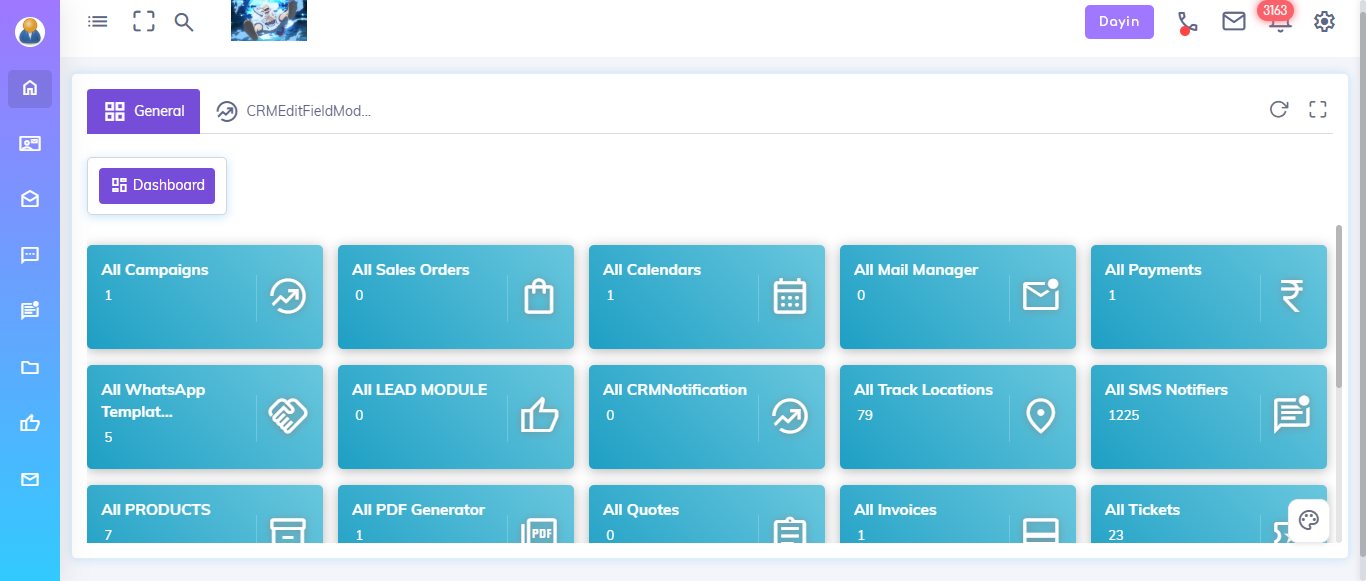 Dayin
3163
General
CRMEditFieldMod...
Dashboard
All Campaigns
1
All Sales Orders
0
All Calendars
1
All Mail Manager
0
All Payments
1
All WhatsApp
Templat...
5
All LEAD MODULE
0
All CRMNotification
0
All Track Locations
79
All SMS Notifiers
1225
All PRODUCTS
7
All PDF Generator
1
PDF
All Quotes
0
All Invoices
1
All Tickets
23